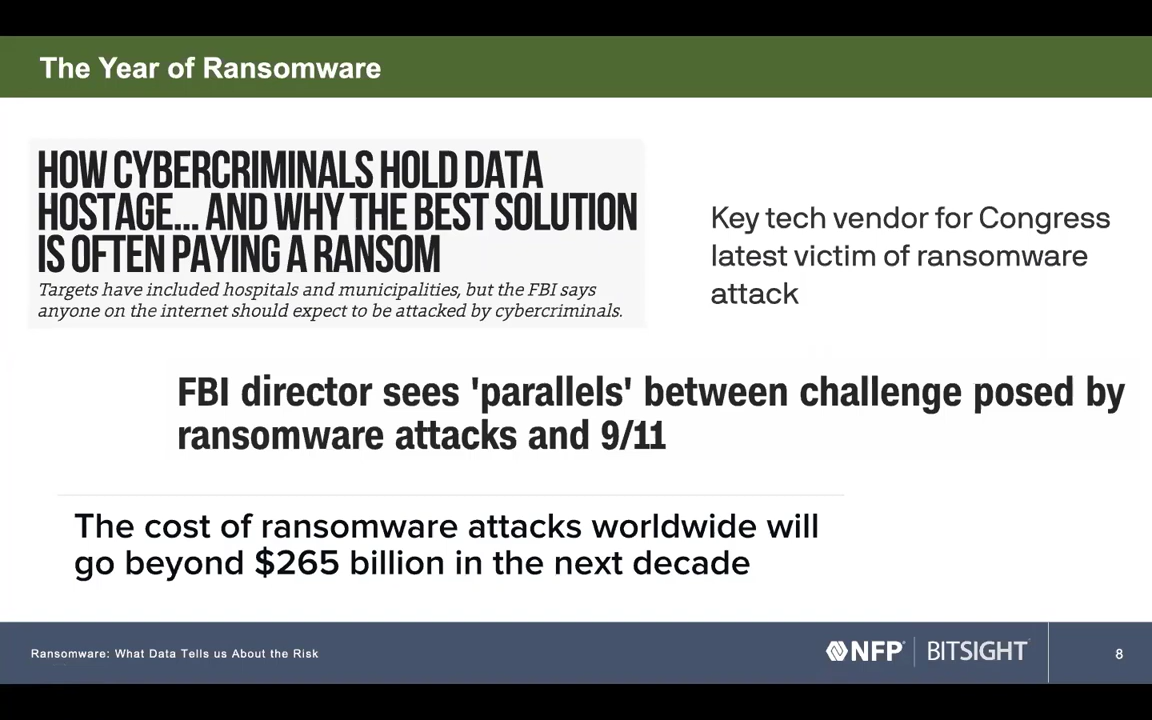 The Year of Ransomware
HOW CYBERCRIMINALS HOLD DATA
HOSTAGE... AND WHY THE BEST SOLUTION
IS OFTEN PAYING A RANSOM
Targets have included hospitals and municipalities, but the FBI says
anyone on the internet should expect to be attacked by cybercriminals.
Key tech vendor for Congress
latest victim of ransomware
attack
FBI director sees 'parallels' between challenge posed by
ransomware attacks and 9/11
The cost of ransomware attacks worldwide will
go beyond $265 billion in the next decade
Ransomware: What Data Tells us About the Risk
NFP BITSIGHT
8